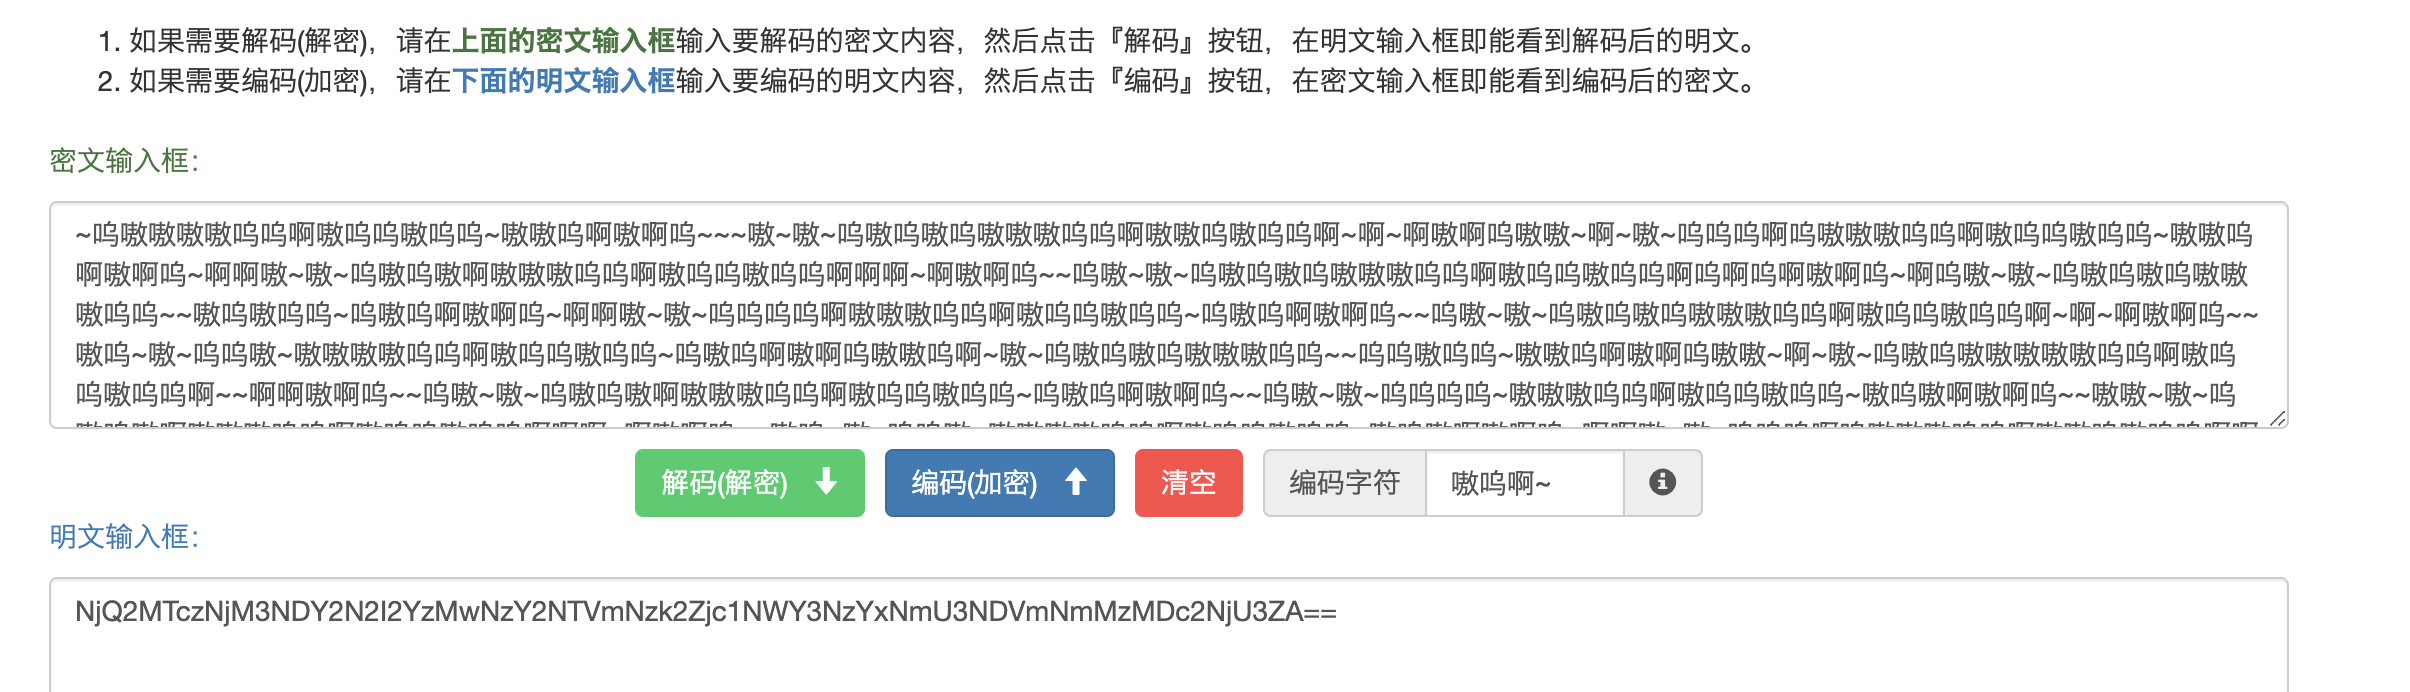 1. 如果需要解码(解密)，请在上面的密文输入框输入要解码的密文内容，然后点击『解码』按钮，在明文输入框即能看到解码后的明文。
2. 如果需要编码(加密)，请在下面的明文输入框输入要编码的明文内容，然后点击『编码』按钮，在密文输入框即能看到编码后的密文。
密文输入框：
~呜嗷嗷嗷嗷呜呜啊嗷呜呜嗷呜呜~嗷嗷呜啊嗷啊呜~~~嗷~嗷~呜嗷呜嗷呜嗷嗷嗷呜呜啊嗷嗷呜嗷呜呜啊~啊~啊嗷啊呜嗷嗷~啊~嗷~呜呜呜啊呜嗷嗷嗷呜呜啊嗷呜呜嗷呜呜~嗷嗷呜
啊嗷啊呜~啊啊嗷~嗷~呜嗷呜嗷啊嗷嗷嗷呜呜啊嗷呜呜嗷呜呜啊啊啊~啊嗷啊呜~~呜嗷~嗷~呜嗷呜嗷呜嗷嗷嗷呜呜啊嗷呜呜嗷呜呜啊呜啊呜啊嗷啊呜~啊呜嗷~嗷~呜嗷呜嗷呜嗷嗷
嗷呜呜~~嗷呜嗷呜呜~呜嗷呜啊嗷啊呜~啊啊嗷~嗷~呜呜呜呜啊嗷嗷嗷呜呜啊嗷呜呜嗷呜呜~呜嗷呜啊嗷啊呜~~呜嗷~嗷~呜嗷呜嗷呜嗷嗷嗷呜呜啊嗷呜呜嗷呜呜啊~啊~啊嗷啊呜~~
嗷呜~嗷~呜呜嗷~嗷嗷嗷嗷呜呜啊嗷呜呜嗷呜呜~呜嗷呜啊嗷啊呜嗷嗷呜啊~嗷~呜嗷呜嗷呜嗷嗷嗷呜呜~~呜呜嗷呜呜~嗷嗷呜啊嗷啊呜嗷嗷~啊~嗷~呜嗷呜嗷嗷嗷嗷嗷呜呜啊嗷呜
呜嗷呜呜啊~~啊啊嗷啊呜~~呜嗷~嗷~呜嗷呜嗷啊嗷嗷嗷呜呜啊嗷呜呜嗷呜呜~呜嗷呜啊嗷啊呜~~呜嗷~嗷~呜呜呜呜~嗷嗷嗷呜呜啊嗷呜呜嗷呜呜~嗷呜嗷啊嗷啊呜~~嗷嗷~嗷~呜
解码(解密)
编码(加密)
清空
编码字符
嗷呜啊~
明文输入框：
NjQ2MTczNjM3NDY2N2I2YzMwNzY2NTVmNzk2Zjc1NWY3NzYxNmU3NDVmNmMzMDc2NjU3ZA==